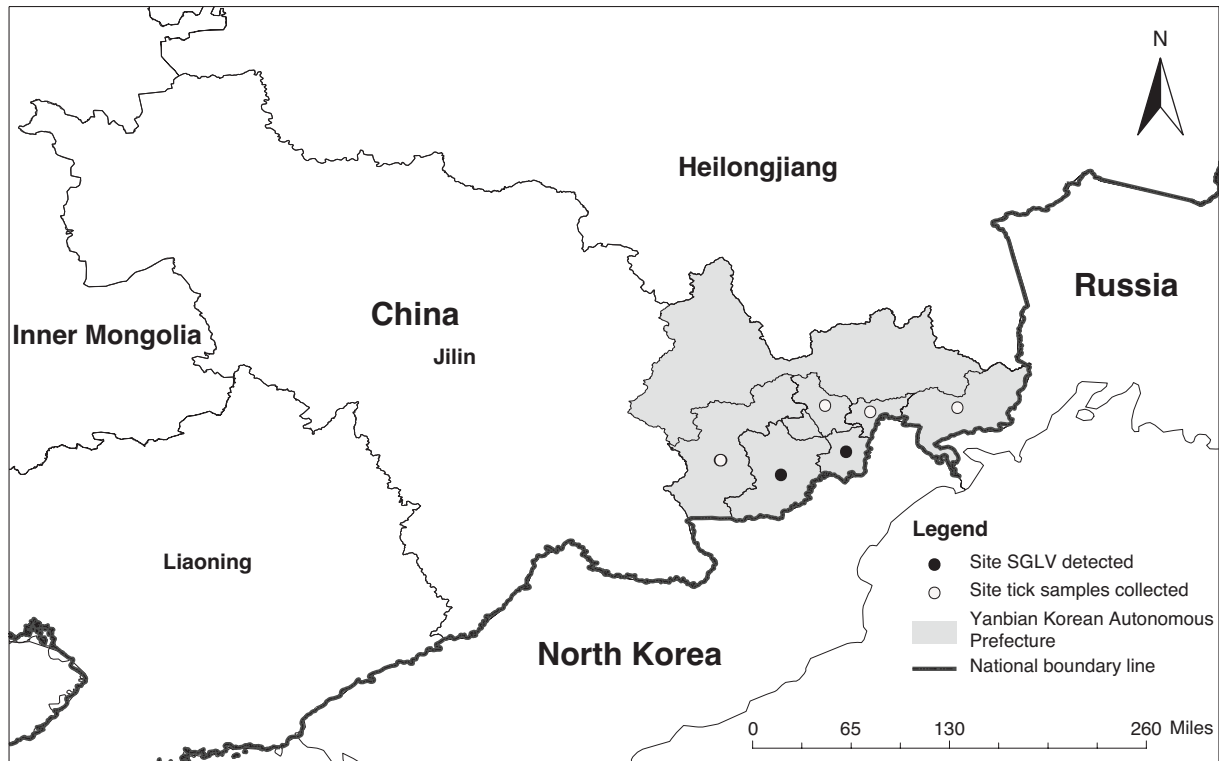 N
Heilongjiang
Russia
China
Inner Mongolia
Jilin
Legend
Liaoning
Site SGLV detected
Site tick samples collected
Yanbian Korean Autonomous
Prefecture
North Korea
National boundary line
0 65 130 260 Miles